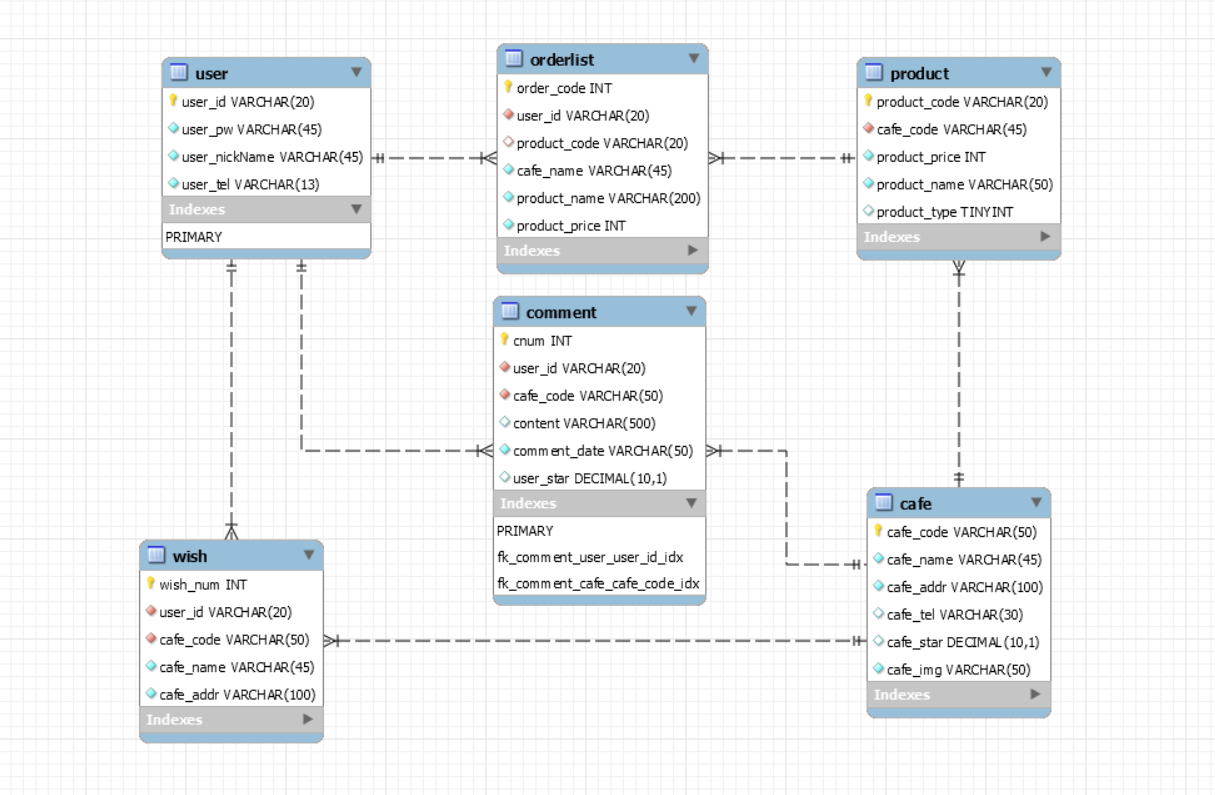 user
user_id VARCHAR(20)
user_pw VARCHAR(45)
user_nickName VARCHAR(45)
user_tel VARCHAR(13)
Indexes
PRIMARY
orderlist
order_code INT
user_id VARCHAR(20)
product_code VARCHAR(20)
cafe_name VARCHAR(45)
product_name VARCHAR(200)
product_price INT
Indexes
product
product_code VARCHAR(20)
cafe_code VARCHAR(45)
product_price INT
product_name VARCHAR(50)
product_type TINYINT
Indexes
comment
cnum INT
user_id VARCHAR(20)
cafe_code VARCHAR(50)
content VARCHAR(500)
comment_date VARCHAR(50)
user_star DECIMAL(10,1)
Indexes
PRIMARY
fk_comment_user_user_id_idx
fk_comment_cafe_cafe_code_idx
wish
wish_num INT
user_id VARCHAR(20)
cafe_code VARCHAR(50)
cafe_name VARCHAR(45)
cafe_addr VARCHAR(100)
Indexes
cafe
cafe_code VARCHAR(50)
cafe_name VARCHAR(45)
cafe_addr VARCHAR(100)
cafe_tel VARCHAR(30)
cafe_star DECIMAL(10,1)
cafe_img VARCHAR(50)
Indexes